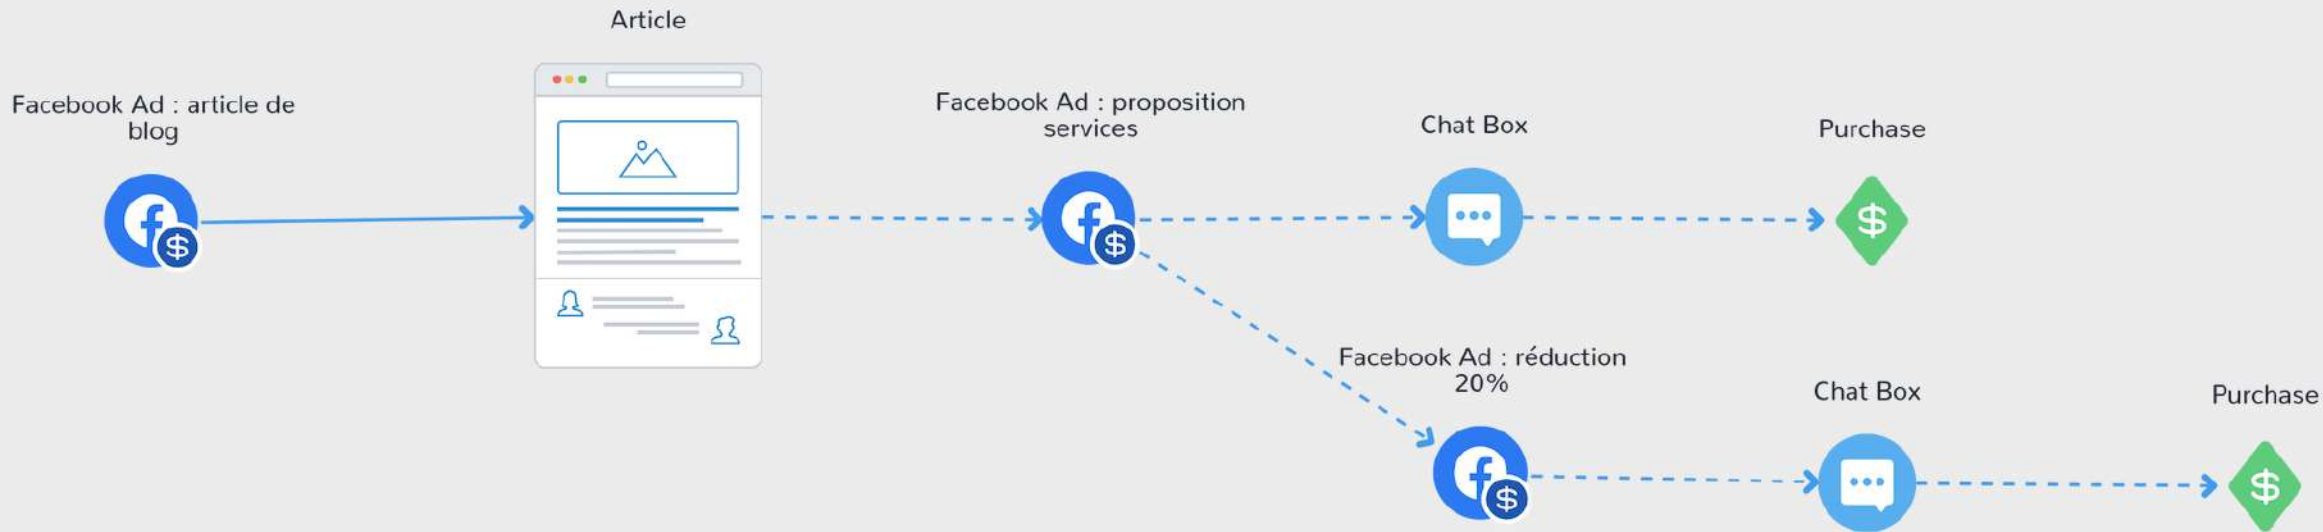 Article
Facebook Ad : article de
blog
Facebook Ad : proposition
services
Chat Box
Purchase
Facebook Ad : réduction
20%
Chat Box
Purchase